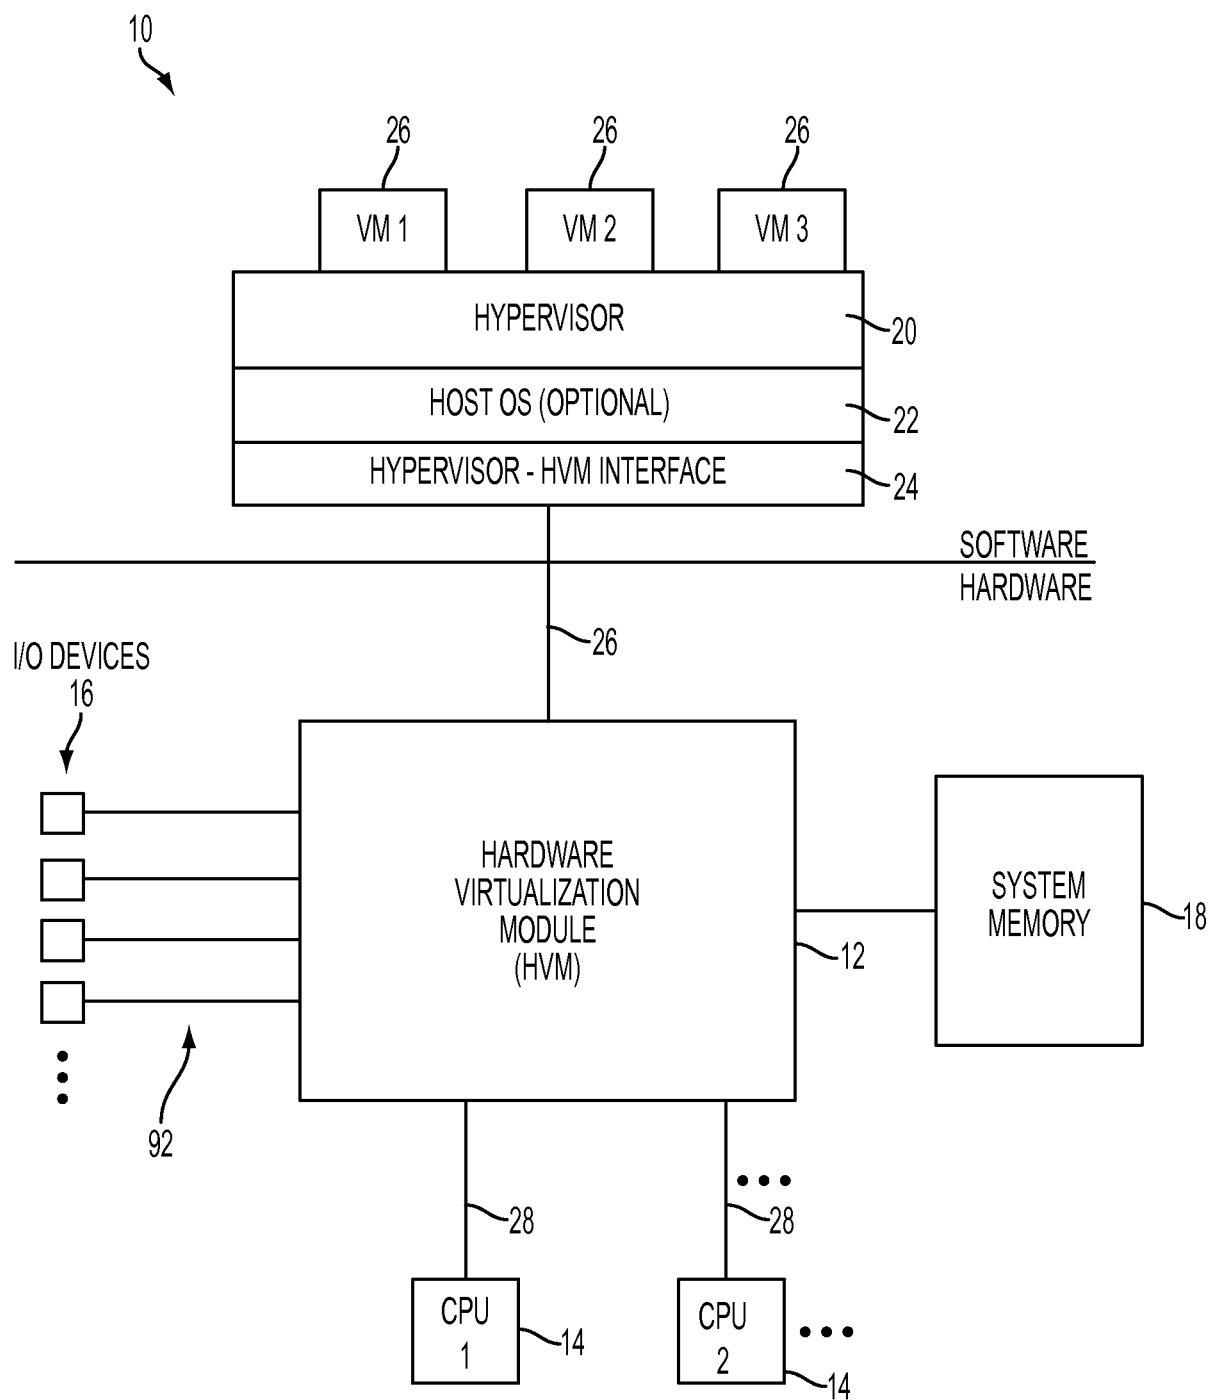 10
26 26 26
VM 1 VM 2 VM 3
HYPERVISOR
20
HOST OS (OPTIONAL)
22
HYPERVISOR - HVM INTERFACE
24
SOFTWARE
HARDWARE
26
I/O DEVICES
16
HARDWARE
VIRTUALIZATION
MODULE
(HVM)
12
SYSTEM
MEMORY
18
92
28 28
CPU
1
14
CPU
2
14